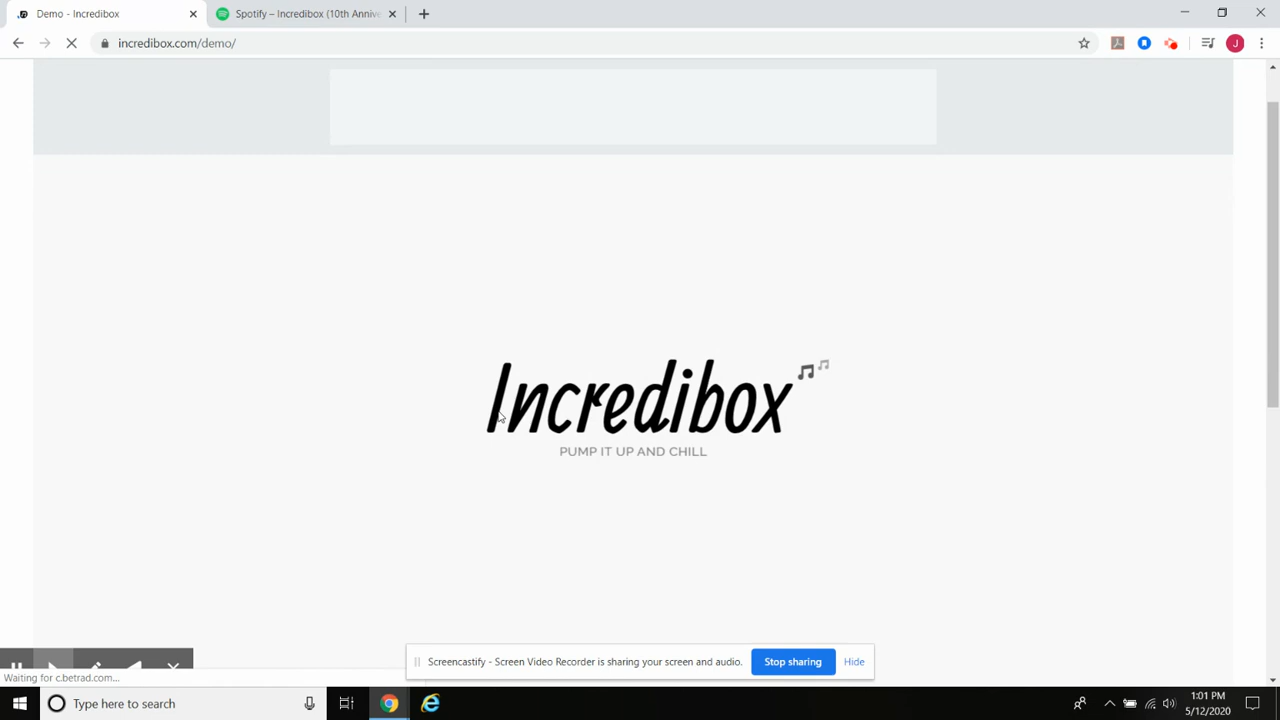 Demo - Incredibox
Spotify – Incredibox (10th Annive
incredibox.com/demo/
J
Incredibox
PUMP IT UP AND CHILL
Screencastify - Screen Video Recorder is sharing your screen and audio.
Stop sharing
Hide
Waiting for c.betrad.com...
Type here to search
1:01 PM
5/12/2020